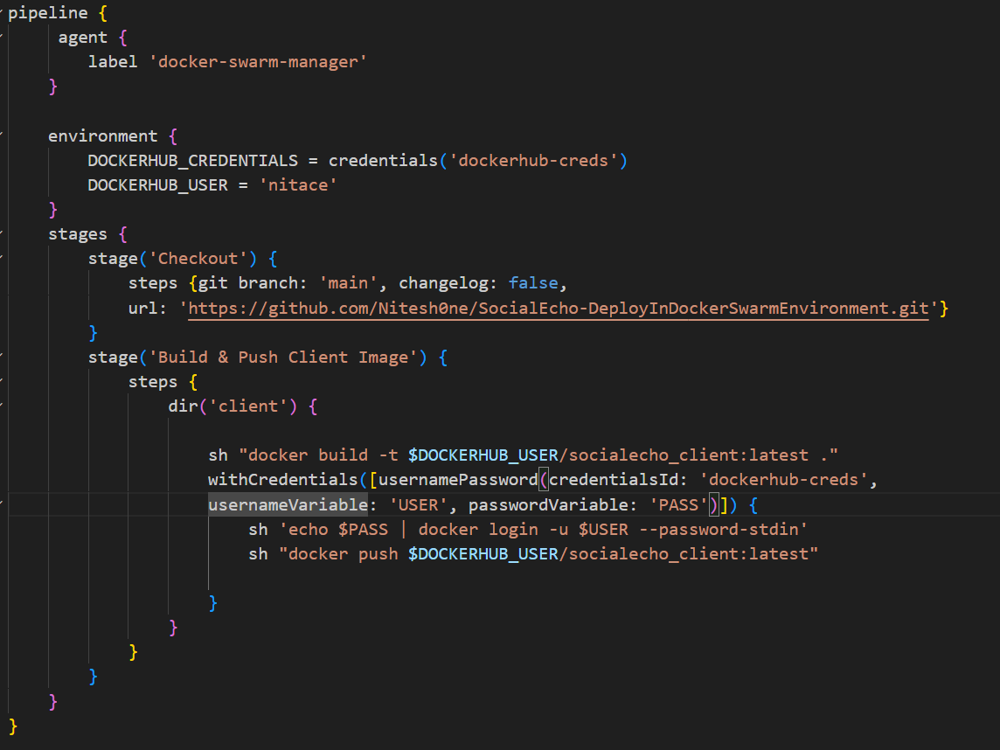 pipeline {
agent {
label 'docker-swarm-manager'
}
environment {
DOCKERHUB_CREDENTIALS = credentials('dockerhub-creds')
DOCKERHUB_USER = 'nitace'
}
stages {
stage('Checkout') {
steps {git branch: 'main', changelog: false,
url: 'https://github.com/Nitesh0ne/SocialEcho-DeployInDockerSwarmEnvironment.git'}
}
stage('Build & Push Client Image') {
steps {
dir('client') {
sh "docker build -t $DOCKERHUB_USER/socialecho_client:latest ."
withCredentials([usernamePassword(credentialsId: 'dockerhub-creds',
usernameVariable: 'USER', passwordVariable: 'PASS')]) {
sh 'echo $PASS | docker login -u $USER --password-stdin'
sh "docker push $DOCKERHUB_USER/socialecho_client:latest"
}
}
}
}
}
}